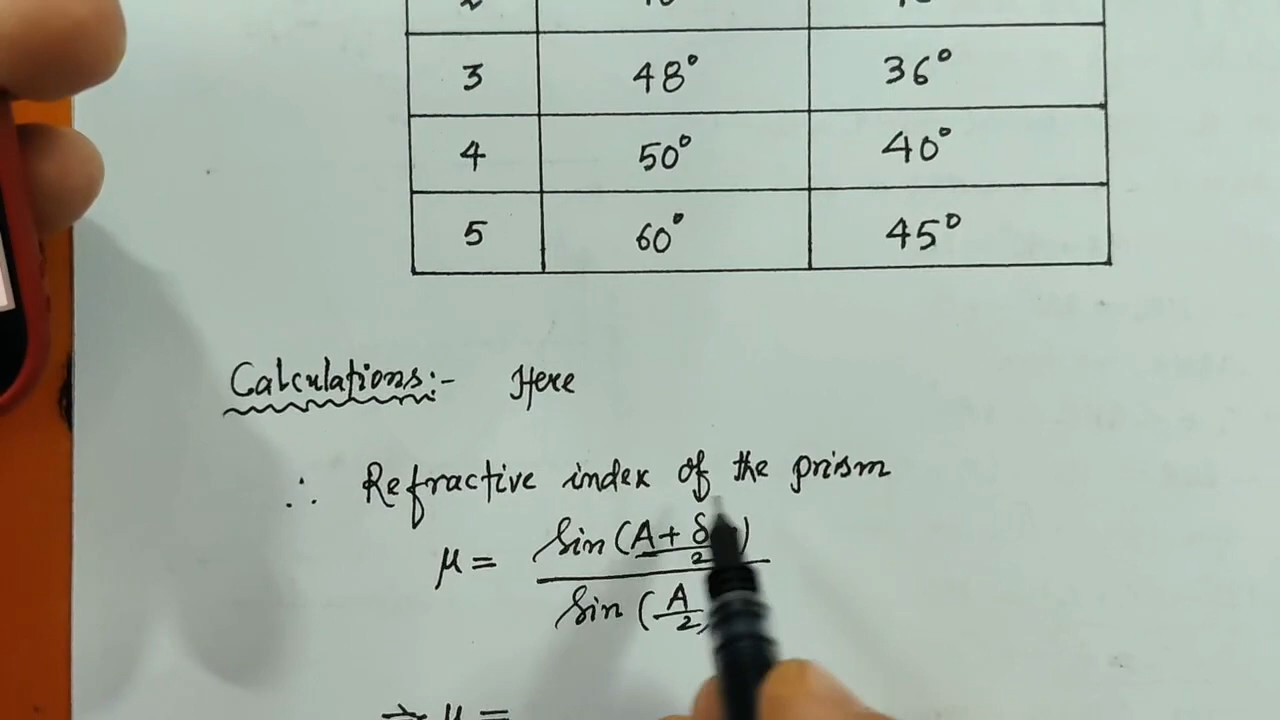 3 48° 36°
4 50° 40°
5 60° 45°
Calculations:- Here
∴ Refractive index of the prism
μ = sin (A + δ / 2) / sin (A / 2)
⇒ μ =